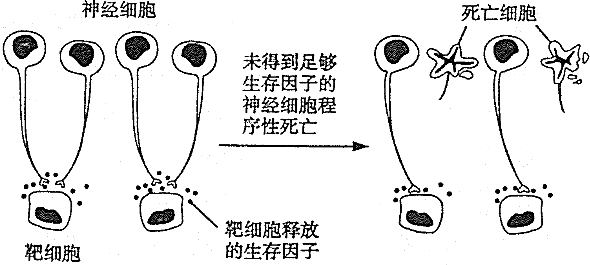 神经细胞
死亡细胞
未得到足够
生存因子的
神经细胞程
序性死亡
靶细胞释放
的生存因子
靶细胞